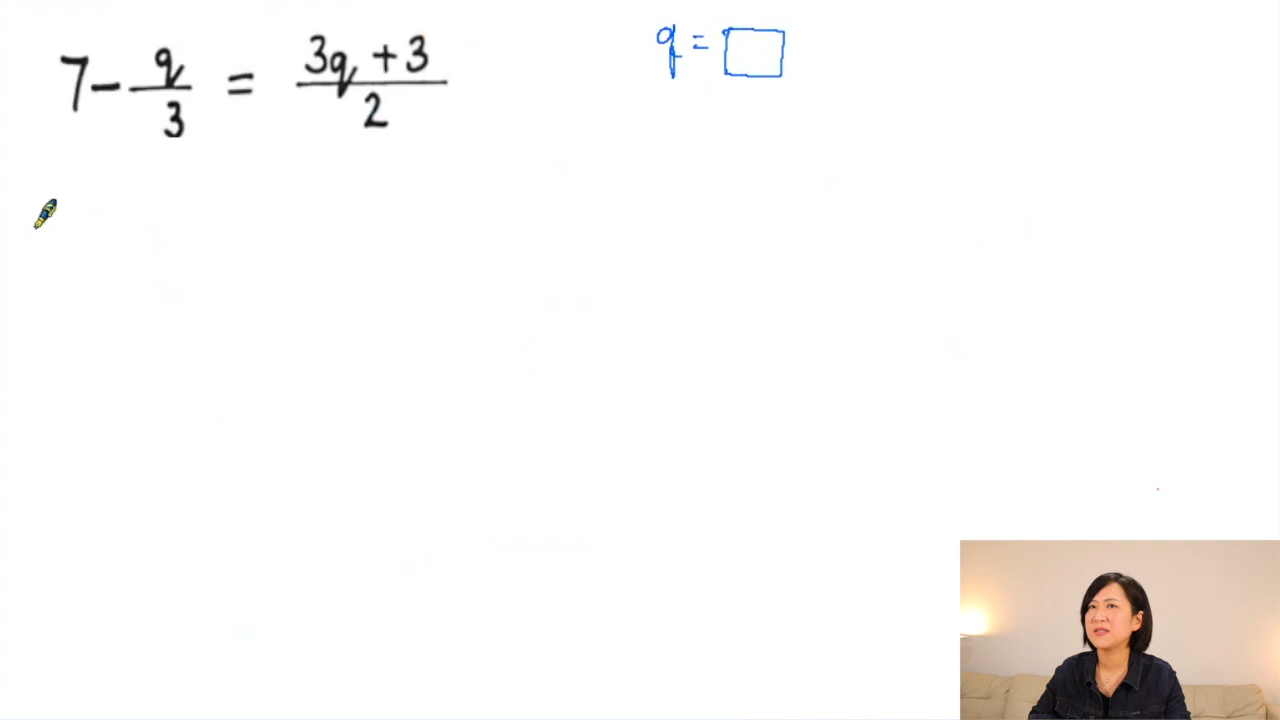 7 - q/3 = (3q + 3)/2
q = □